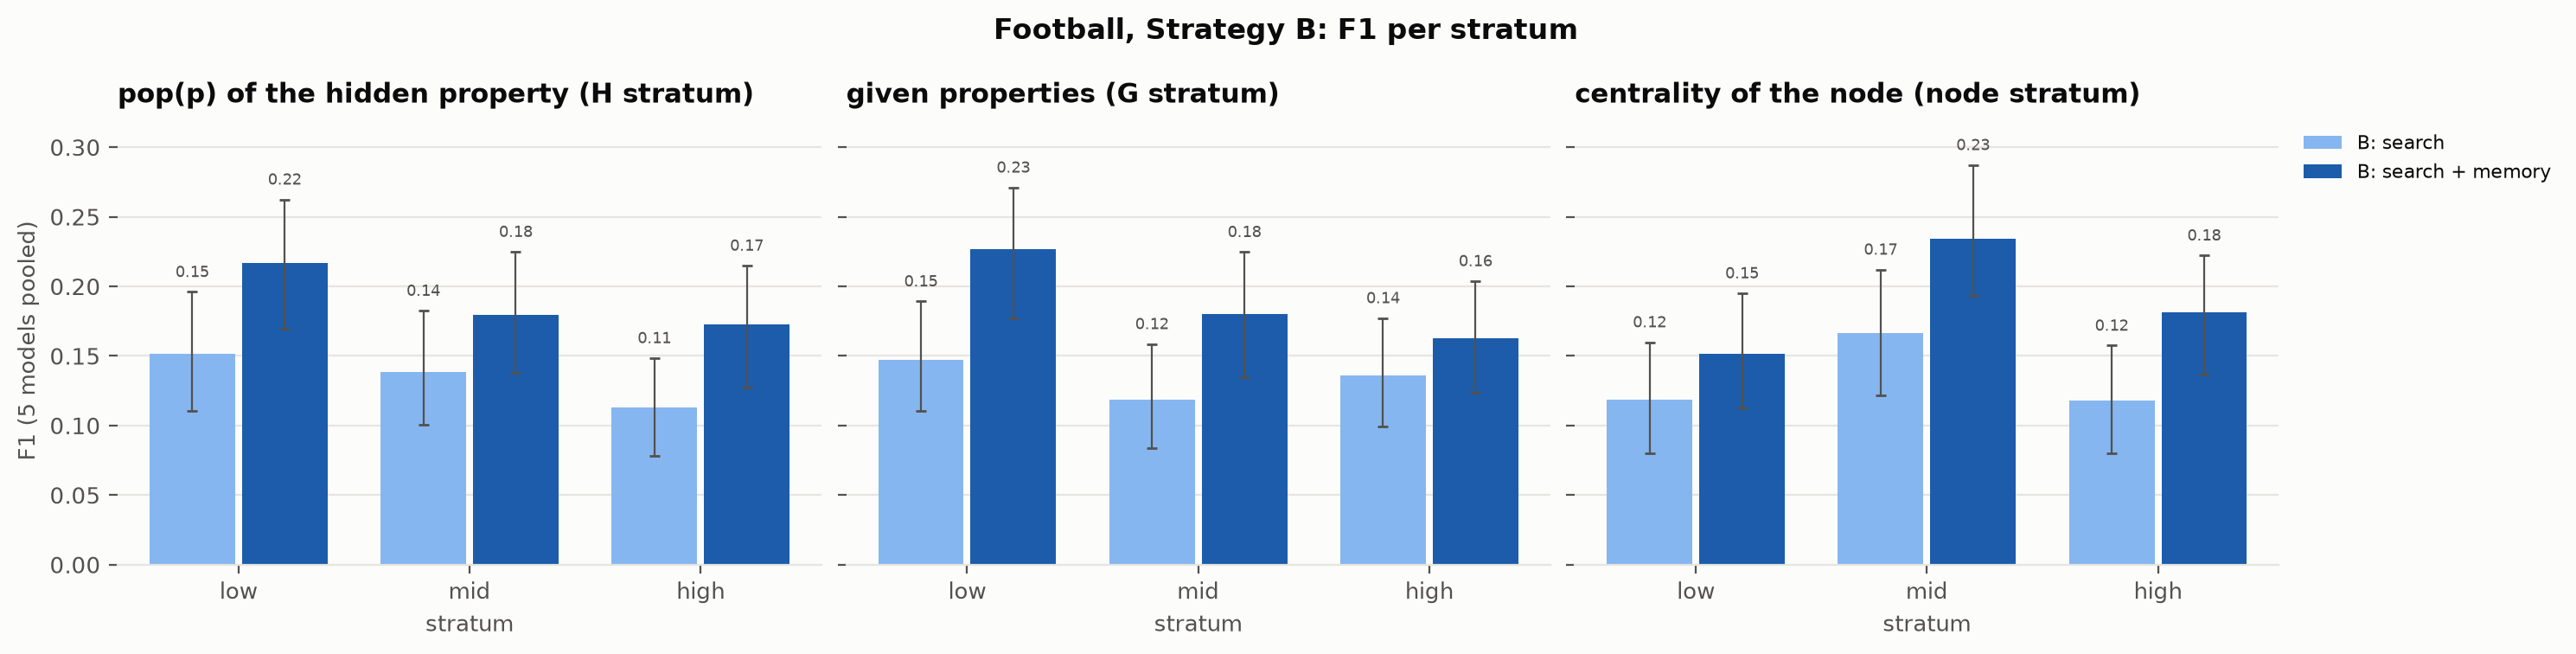 Football, Strategy B: F1 per stratum
pop(p) of the hidden property (H stratum)
given properties (G stratum)
centrality of the node (node stratum)
B: search
B: search + memory
F1 (5 models pooled)
0.30
0.25
0.20
0.15
0.10
0.05
0.00
0.15
0.22
0.14
0.18
0.11
0.17
low
mid
high
stratum
0.15
0.23
0.12
0.18
0.14
0.16
low
mid
high
stratum
0.12
0.15
0.17
0.23
0.12
0.18
low
mid
high
stratum